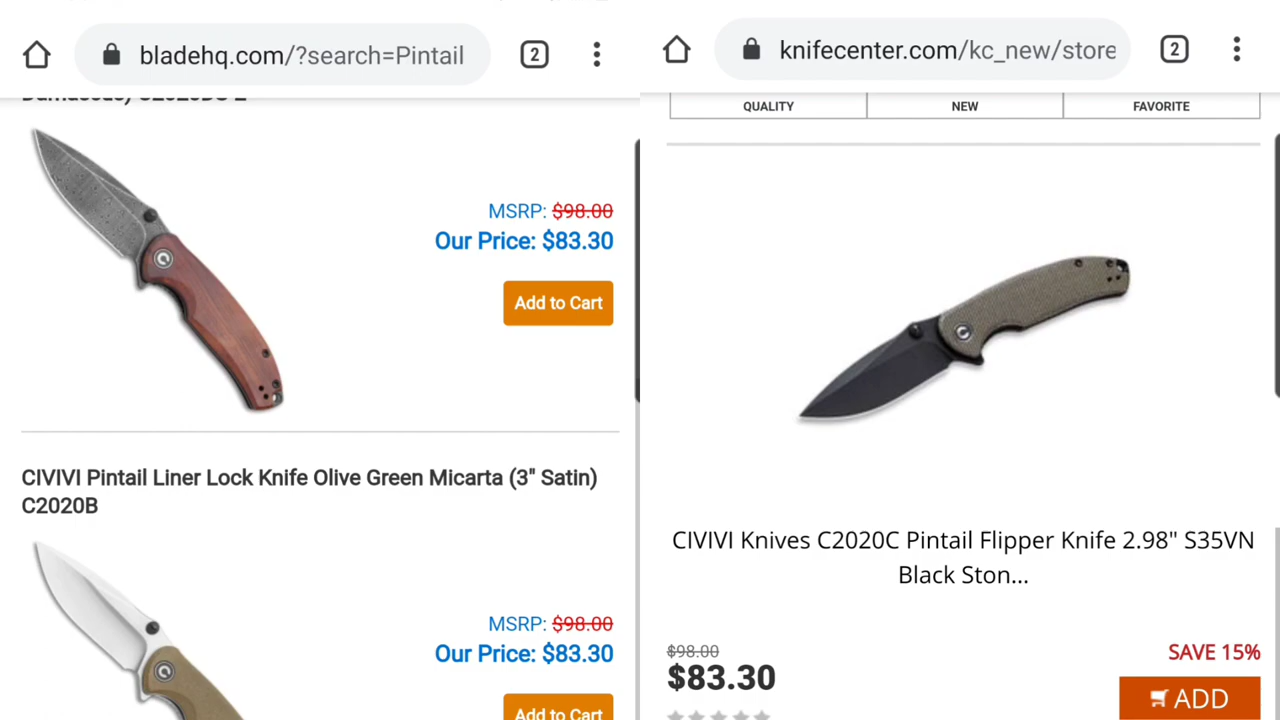 bladehq.com/?search=Pintail
2
MSRP: $98.00
Our Price: $83.30
Add to Cart
CIVIVI Pintail Liner Lock Knife Olive Green Micarta (3" Satin)
C2020B
MSRP: $98.00
Our Price: $83.30
Add to Cart
knifecenter.com/kc_new/store
2
QUALITY
NEW
FAVORITE
CIVIVI Knives C2020C Pintail Flipper Knife 2.98" S35VN
Black Ston...
$98.00
SAVE 15%
$83.30
ADD